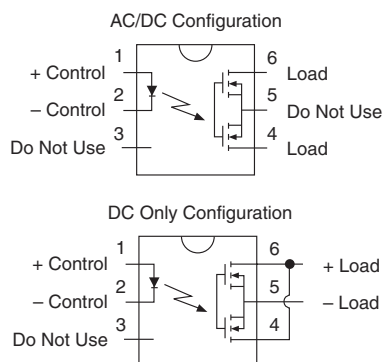 AC/DC Configuration
1 6
+ Control Load
2 5
– Control Do Not Use
3 4
Do Not Use Load
DC Only Configuration
1 6
+ Control + Load
2 5
– Control – Load
3 4
Do Not Use